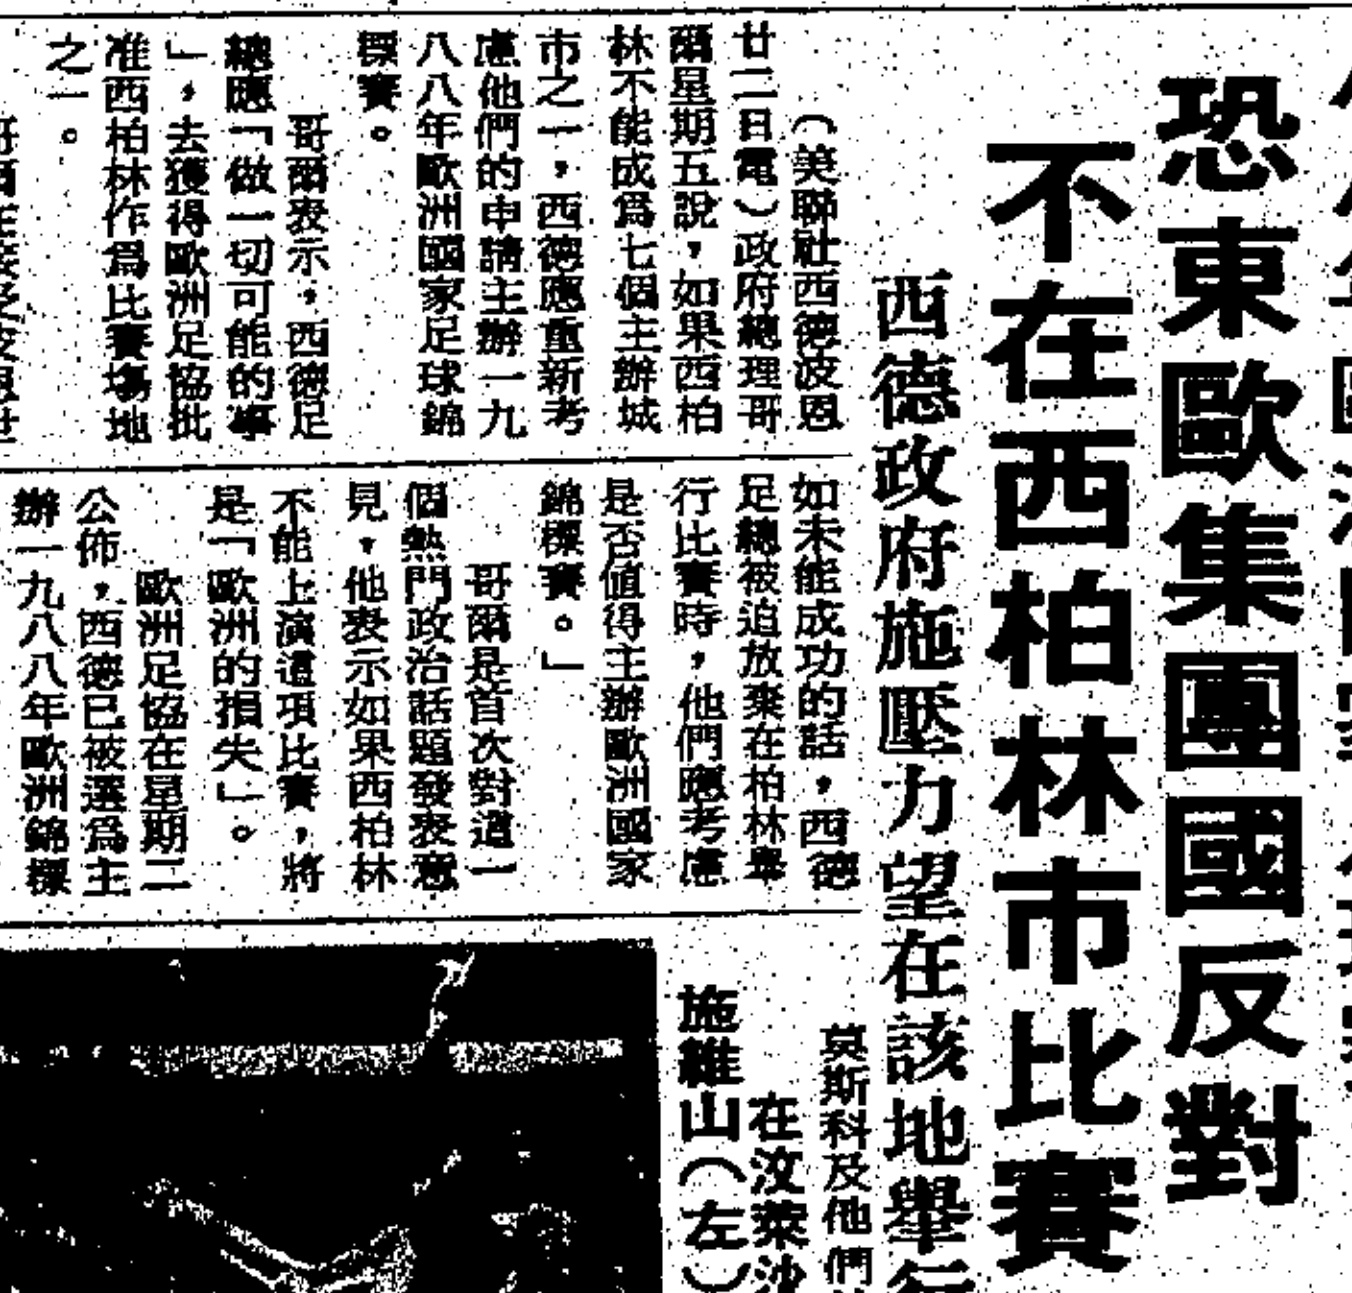 恐東歐集團國反對
不在西柏林市比賽
西德政府施壓力望在該地舉行
（美聯社西德波恩
廿二日電）政府總理哥
爾星期五說，如果西柏
林不能成爲七個主辦城
市之一，西德應重新考
慮他們的申請主辦一九
八八年歐洲國家足球錦
標賽。
哥爾表示，西德足
總應「做一切可能的事
」，去獲得歐洲足協批
准西柏林作爲比賽場地
之一。
如未能成功的話，西德
足總被迫放棄在柏林舉
行比賽時，他們應考慮
是否值得主辦歐洲國家
錦標賽。」
哥爾是首次對這一
個熱門政治話題發表意
見，他表示如果西柏林
不能上演這項比賽，將
是「歐洲的損失」。
歐洲足協在星期二
公佈，西德已被選爲主
辦一九八八年歐洲錦標
莫斯科及他們
在汶萊沙
施維山（左）